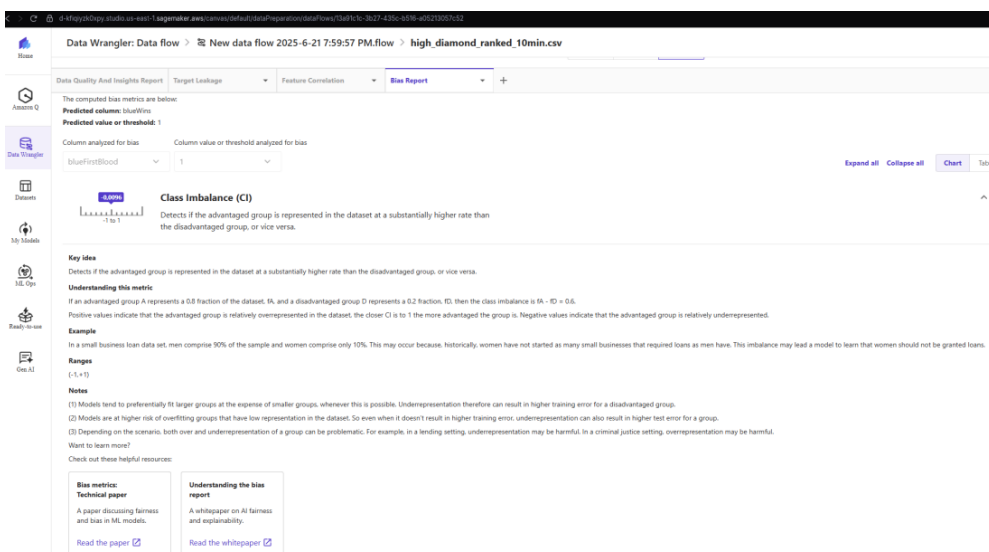 d-kfiqiyzk0xpy.studio.us-east-1.sagemaker.aws/canvas/default/dataPreparation/dataFlows/13a91c1c-3b27-435c-b516-a05213057c52
Home
Data Wrangler: Data flow > New data flow 2025-6-21 7:59:57 PM.flow > high_diamond_ranked_10min.csv
Data Quality And Insights Report Target Leakage Feature Correlation Bias Report +
Amazon Q
The computed bias metrics are below:
Predicted column: blueWins
Predicted value or threshold: 1
Data Wrangler
Column analyzed for bias Column value or threshold analyzed for bias
blueFirstBlood 1
Expand all Collapse all Chart Tab
Datasets
-0.0096
-1 to 1
Class Imbalance (CI)
Detects if the advantaged group is represented in the dataset at a substantially higher rate than
the disadvantaged group, or vice versa.
My Models
ML Ops
Ready-to-use
Gen AI
Key idea
Detects if the advantaged group is represented in the dataset at a substantially higher rate than the disadvantaged group, or vice versa.
Understanding this metric
If an advantaged group A represents a 0.8 fraction of the dataset, fA, and a disadvantaged group D represents a 0.2 fraction, fD, then the class imbalance is fA - fD = 0.6.
Positive values indicate that the advantaged group is relatively overrepresented in the dataset, the closer CI is to 1 the more advantaged the group is. Negative values indicate that the advantaged group is relatively underrepresented.
Example
In a small business loan data set, men comprise 90% of the sample and women comprise only 10%. This may occur because, historically, women have not started as many small businesses that required loans as men have. This imbalance may lead a model to learn that women should not be granted loans.
Ranges
(-1,+1)
Notes
(1) Models tend to preferentially fit larger groups at the expense of smaller groups, whenever this is possible. Underrepresentation therefore can result in higher training error for a disadvantaged group.
(2) Models are at higher risk of overfitting groups that have low representation in the dataset. So even when it doesn't result in higher training error, underrepresentation can also result in higher test error for a group.
(3) Depending on the scenario, both over and underrepresentation of a group can be problematic. For example, in a lending setting, underrepresentation may be harmful. In a criminal justice setting, overrepresentation may be harmful.
Want to learn more?
Check out these helpful resources:
Bias metrics:
Technical paper
A paper discussing fairness
and bias in ML models.
Read the paper
Understanding the bias
report
A whitepaper on AI fairness
and explainability.
Read the whitepaper